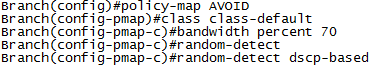 Branch(config)#policy-map AVOID
Branch(config-pmap)#class class-default
Branch(config-pmap-c)#bandwidth percent 70
Branch(config-pmap-c)#random-detect
Branch(config-pmap-c)#random-detect dscp-based